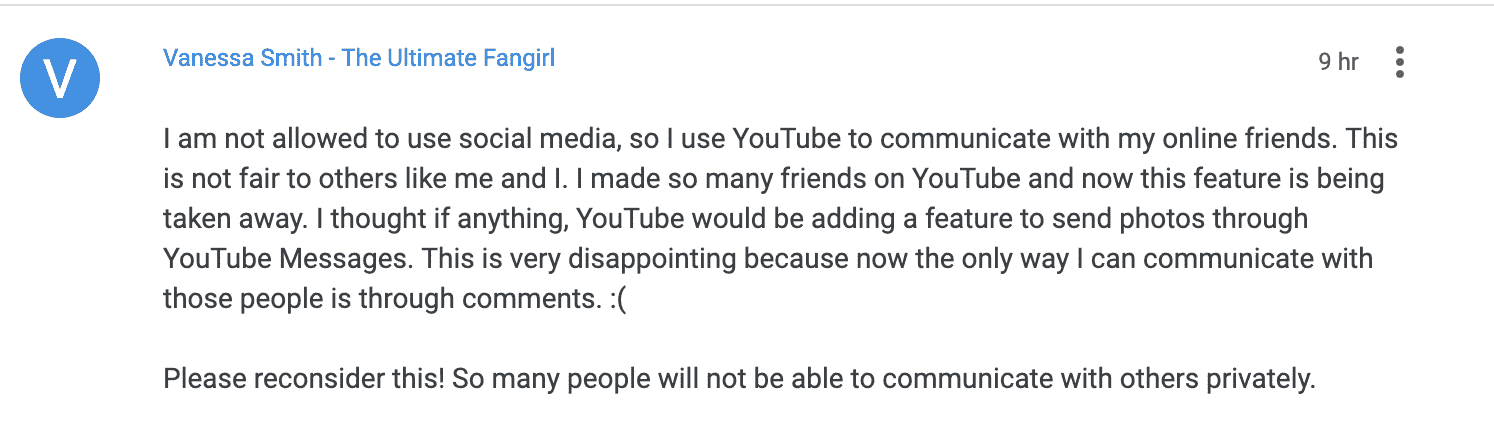 V
Vanessa Smith - The Ultimate Fangirl
9 hr
I am not allowed to use social media, so I use YouTube to communicate with my online friends. This
is not fair to others like me and I. I made so many friends on YouTube and now this feature is being
taken away. I thought if anything, YouTube would be adding a feature to send photos through
YouTube Messages. This is very disappointing because now the only way I can communicate with
those people is through comments. :(
Please reconsider this! So many people will not be able to communicate with others privately.